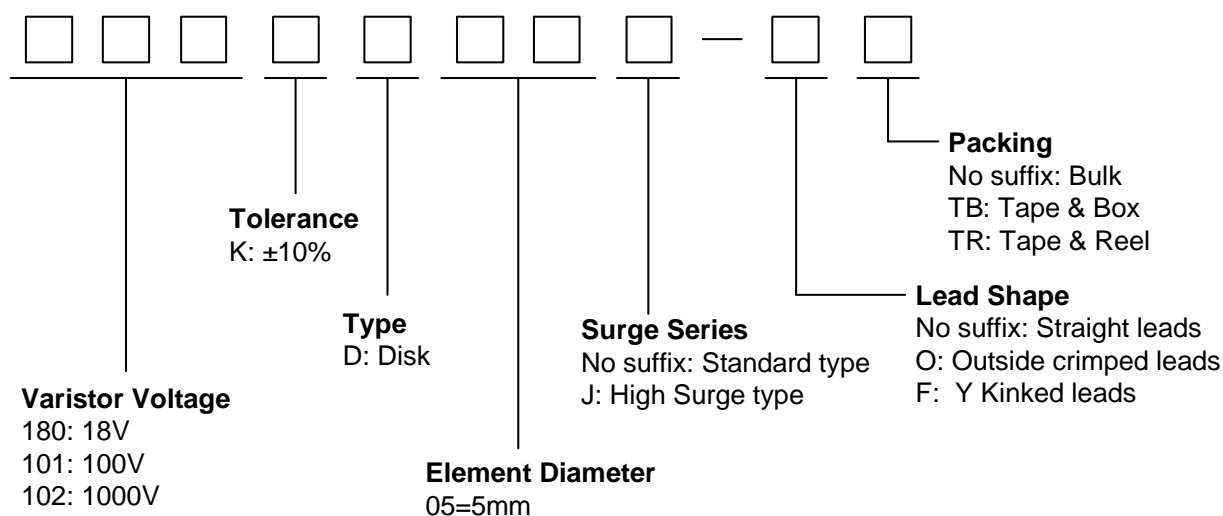 Packing
No suffix: Bulk
TB: Tape & Box
TR: Tape & Reel
Tolerance
K: ±10%
Lead Shape
No suffix: Straight leads
O: Outside crimped leads
F: Y Kinked leads
Type
D: Disk
Surge Series
No suffix: Standard type
J: High Surge type
Varistor Voltage
180: 18V
101: 100V
102: 1000V
Element Diameter
05=5mm